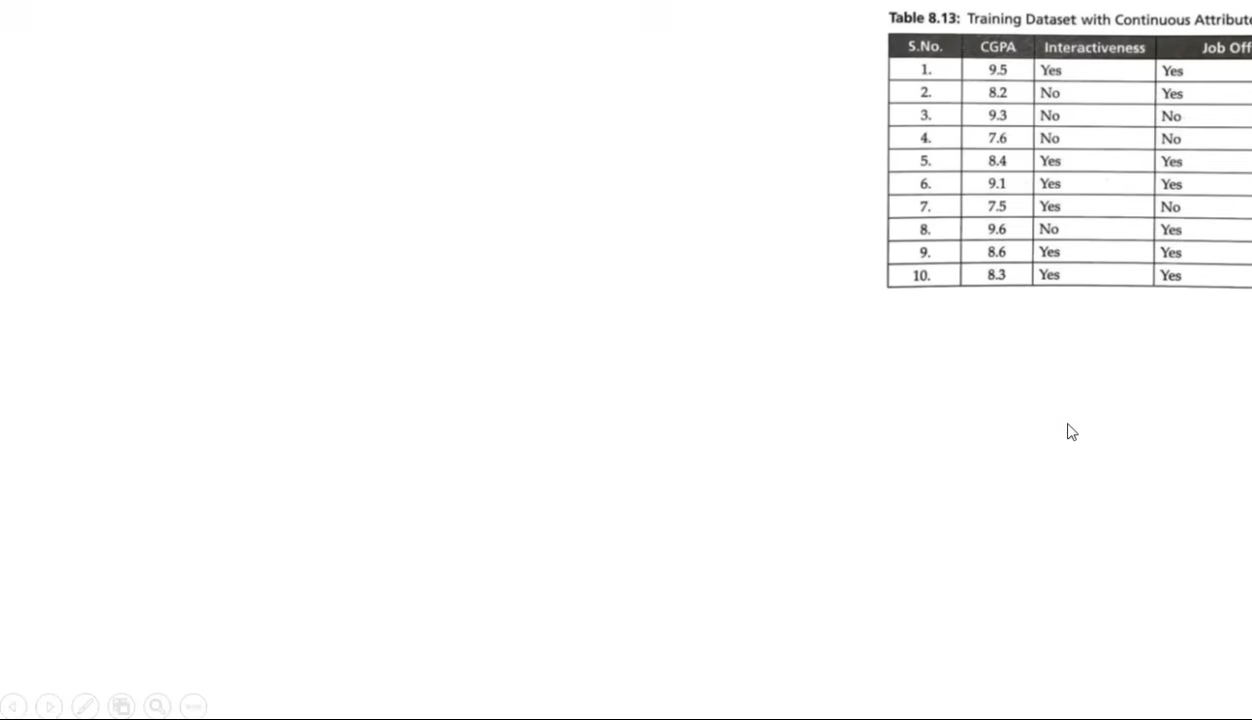 Table 8.13: Training Dataset with Continuous Attribute
S.No. CGPA Interactiveness Job Off
1. 9.5 Yes Yes
2. 8.2 No Yes
3. 9.3 No No
4. 7.6 No No
5. 8.4 Yes Yes
6. 9.1 Yes Yes
7. 7.5 Yes No
8. 9.6 No Yes
9. 8.6 Yes Yes
10. 8.3 Yes Yes